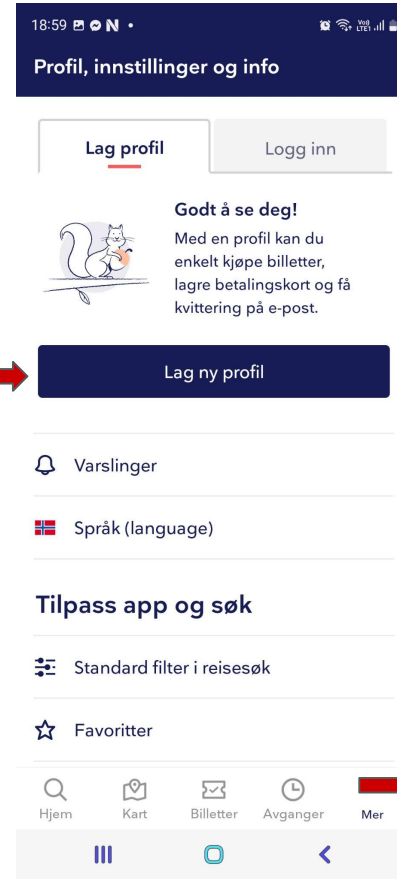 18:59 N •
Vo9 LTE1
Profil, innstillinger og info
Lag profil Logg inn
Godt å se deg!
Med en profil kan du
enkelt kjøpe billetter,
lagre betalingskort og få
kvittering på e-post.
Lag ny profil
Varslinger
Språk (language)
Tilpass app og søk
Standard filter i reisesøk
Favoritter
Hjem Kart Billetter Avganger Mer